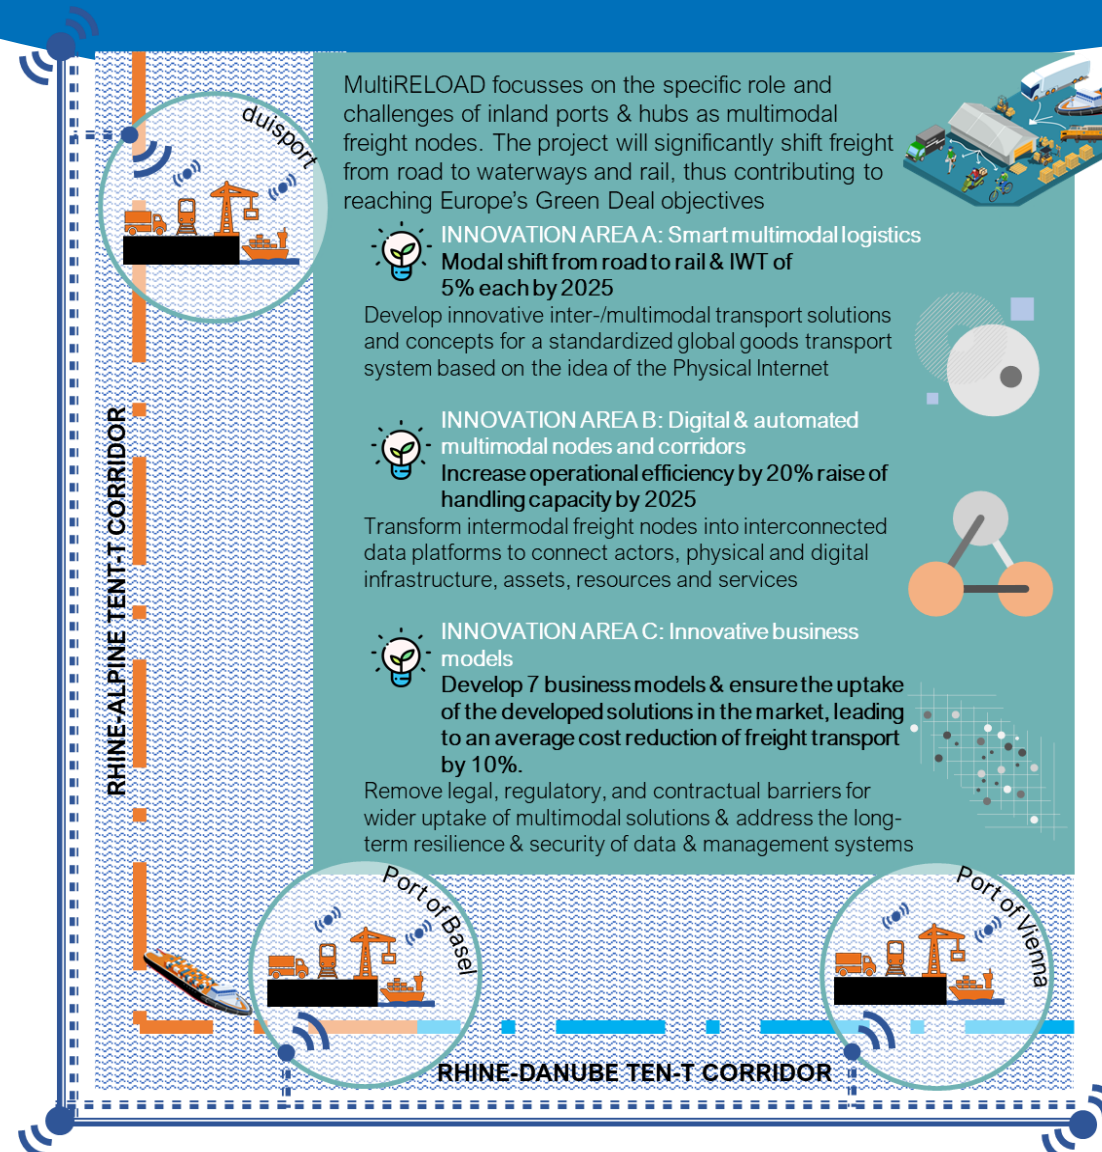 duisport
MultiRELOAD focusses on the specific role and
challenges of inland ports & hubs as multimodal
freight nodes. The project will significantly shift freight
from road to waterways and rail, thus contributing to
reaching Europe's Green Deal objectives
INNOVATION AREA A: Smart multimodal logistics
Modal shift from road to rail & IWT of
5% each by 2025
Develop innovative inter-/multimodal transport solutions
and concepts for a standardized global goods transport
system based on the idea of the Physical Internet
INNOVATION AREA B: Digital & automated
multimodal nodes and corridors
Increase operational efficiency by 20% raise of
handling capacity by 2025
Transform intermodal freight nodes into interconnected
data platforms to connect actors, physical and digital
infrastructure, assets, resources and services
INNOVATION AREA C: Innovative business
models
Develop 7 business models & ensure the uptake
of the developed solutions in the market, leading
to an average cost reduction of freight transport
by 10%.
Remove legal, regulatory, and contractual barriers for
wider uptake of multimodal solutions & address the long-
term resilience & security of data & management systems
RHINE-ALPINE TENT-T CORRIDOR
Port of Basel
Port of Vienna
RHINE-DANUBE TEN-T CORRIDOR